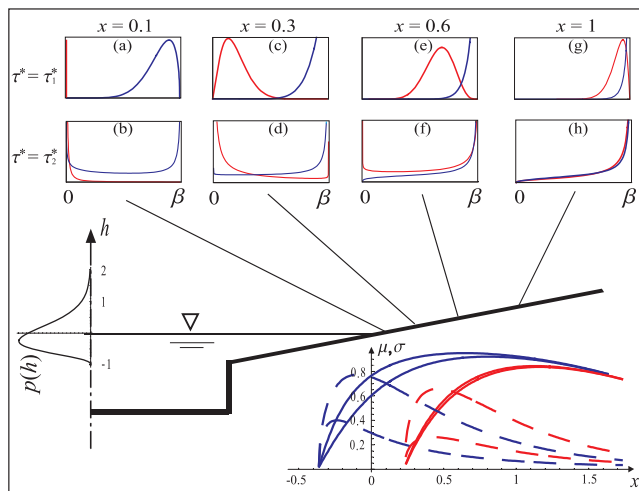 x = 0.1 x = 0.3 x = 0.6 x = 1
(a) (c) (e) (g)
τ* = τ₁*
(b) (d) (f) (h)
τ* = τ₂*
0 β 0 β 0 β 0 β
h
2
1
-1
p(h)
μ,σ
0.8
0.6
0.4
0.2
-0.5 0 0.5 1 1.5 x